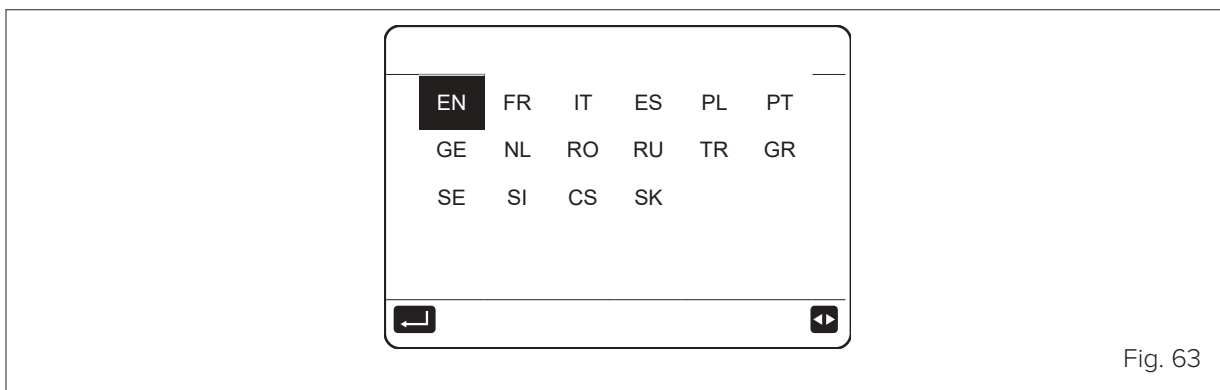 EN FR IT ES PL PT
GE NL RO RU TR GR
SE SI CS SK
Fig. 63